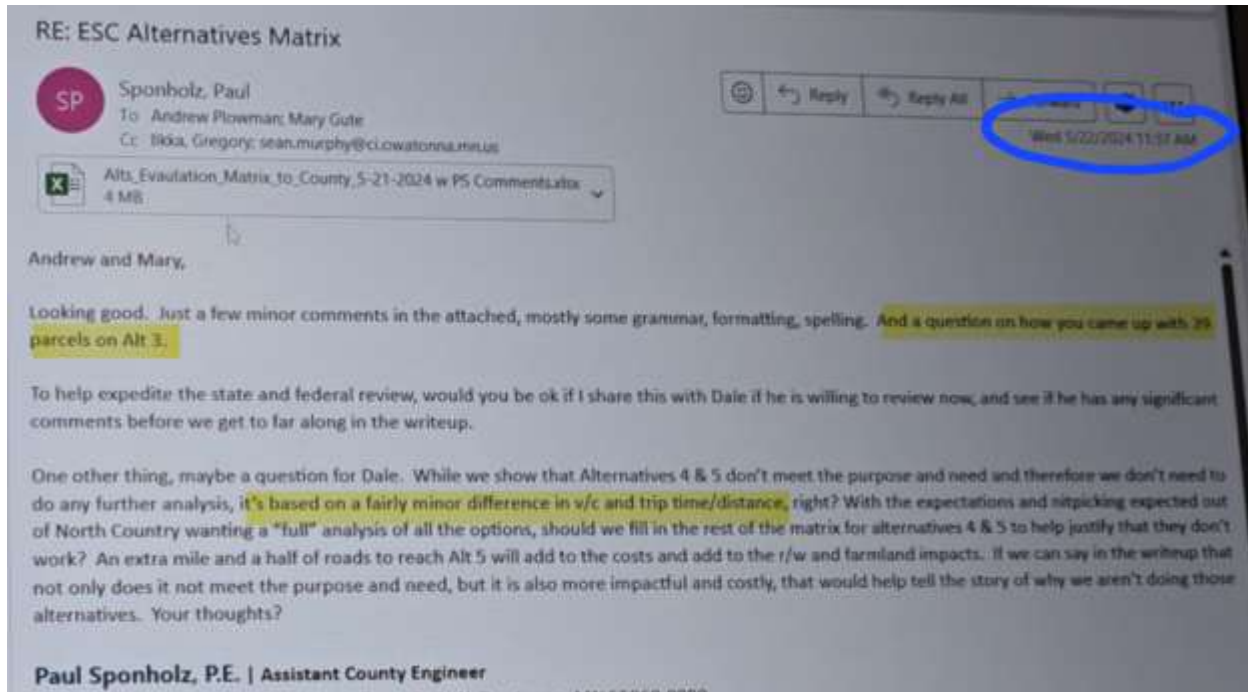 RE: ESC Alternatives Matrix
SP
Sponholz, Paul
To Andrew Plowman; Mary Gute
Cc Ilkka, Gregory; sean.murphy@ci.owatonna.mn.us
Reply
Reply All
Wed 5/22/2024 11:57 AM
Alts_Evaulation_Matrix_to_County_5-21-2024 w PS Comments.xlsx
4 MB
Andrew and Mary,
Looking good. Just a few minor comments in the attached, mostly some grammar, formatting, spelling. And a question on how you came up with 39
parcels on Alt 3.
To help expedite the state and federal review, would you be ok if I share this with Dale if he is willing to review now, and see if he has any significant
comments before we get to far along in the writeup.
One other thing, maybe a question for Dale. While we show that Alternatives 4 & 5 don't meet the purpose and need and therefore we don't need to
do any further analysis, it's based on a fairly minor difference in v/c and trip time/distance, right? With the expectations and nitpicking expected out
of North Country wanting a "full" analysis of all the options, should we fill in the rest of the matrix for alternatives 4 & 5 to help justify that they don't
work? An extra mile and a half of roads to reach Alt 5 will add to the costs and add to the r/w and farmland impacts. If we can say in the writeup that
not only does it not meet the purpose and need, but it is also more impactful and costly, that would help tell the story of why we aren't doing those
alternatives. Your thoughts?
Paul Sponholz, P.E. | Assistant County Engineer